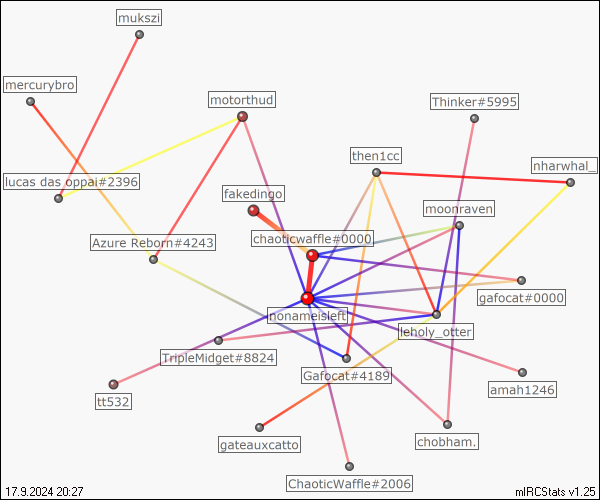 mukszi
mercurybro
motorthud
Thinker#5995
then1cc
nharwhal_
lucas das oppai#2396
fakedingo
moonraven
Azure Reborn#4243
chaoticwaffle#0000
gafocat#0000
nonameisleft
leholy_otter
TripleMidget#8824
Gafocat#4189
amah1246
tt532
gateauxcatto
chobham.
ChaoticWaffle#2006
17.9.2024 20:27
mIRCStats v1.25